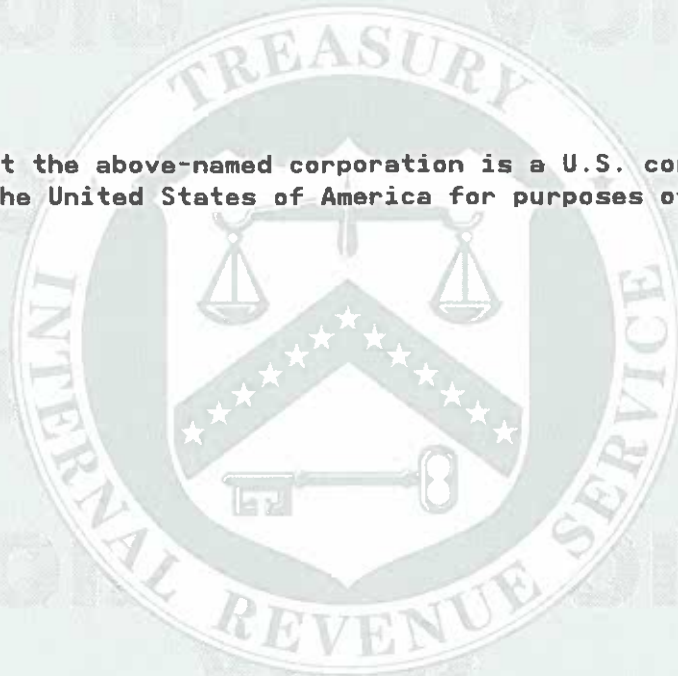 TREASURY
t the above-named corporation is a U.S. co
he United States of America for purposes o
INTERNAL REVENUE SERVICE